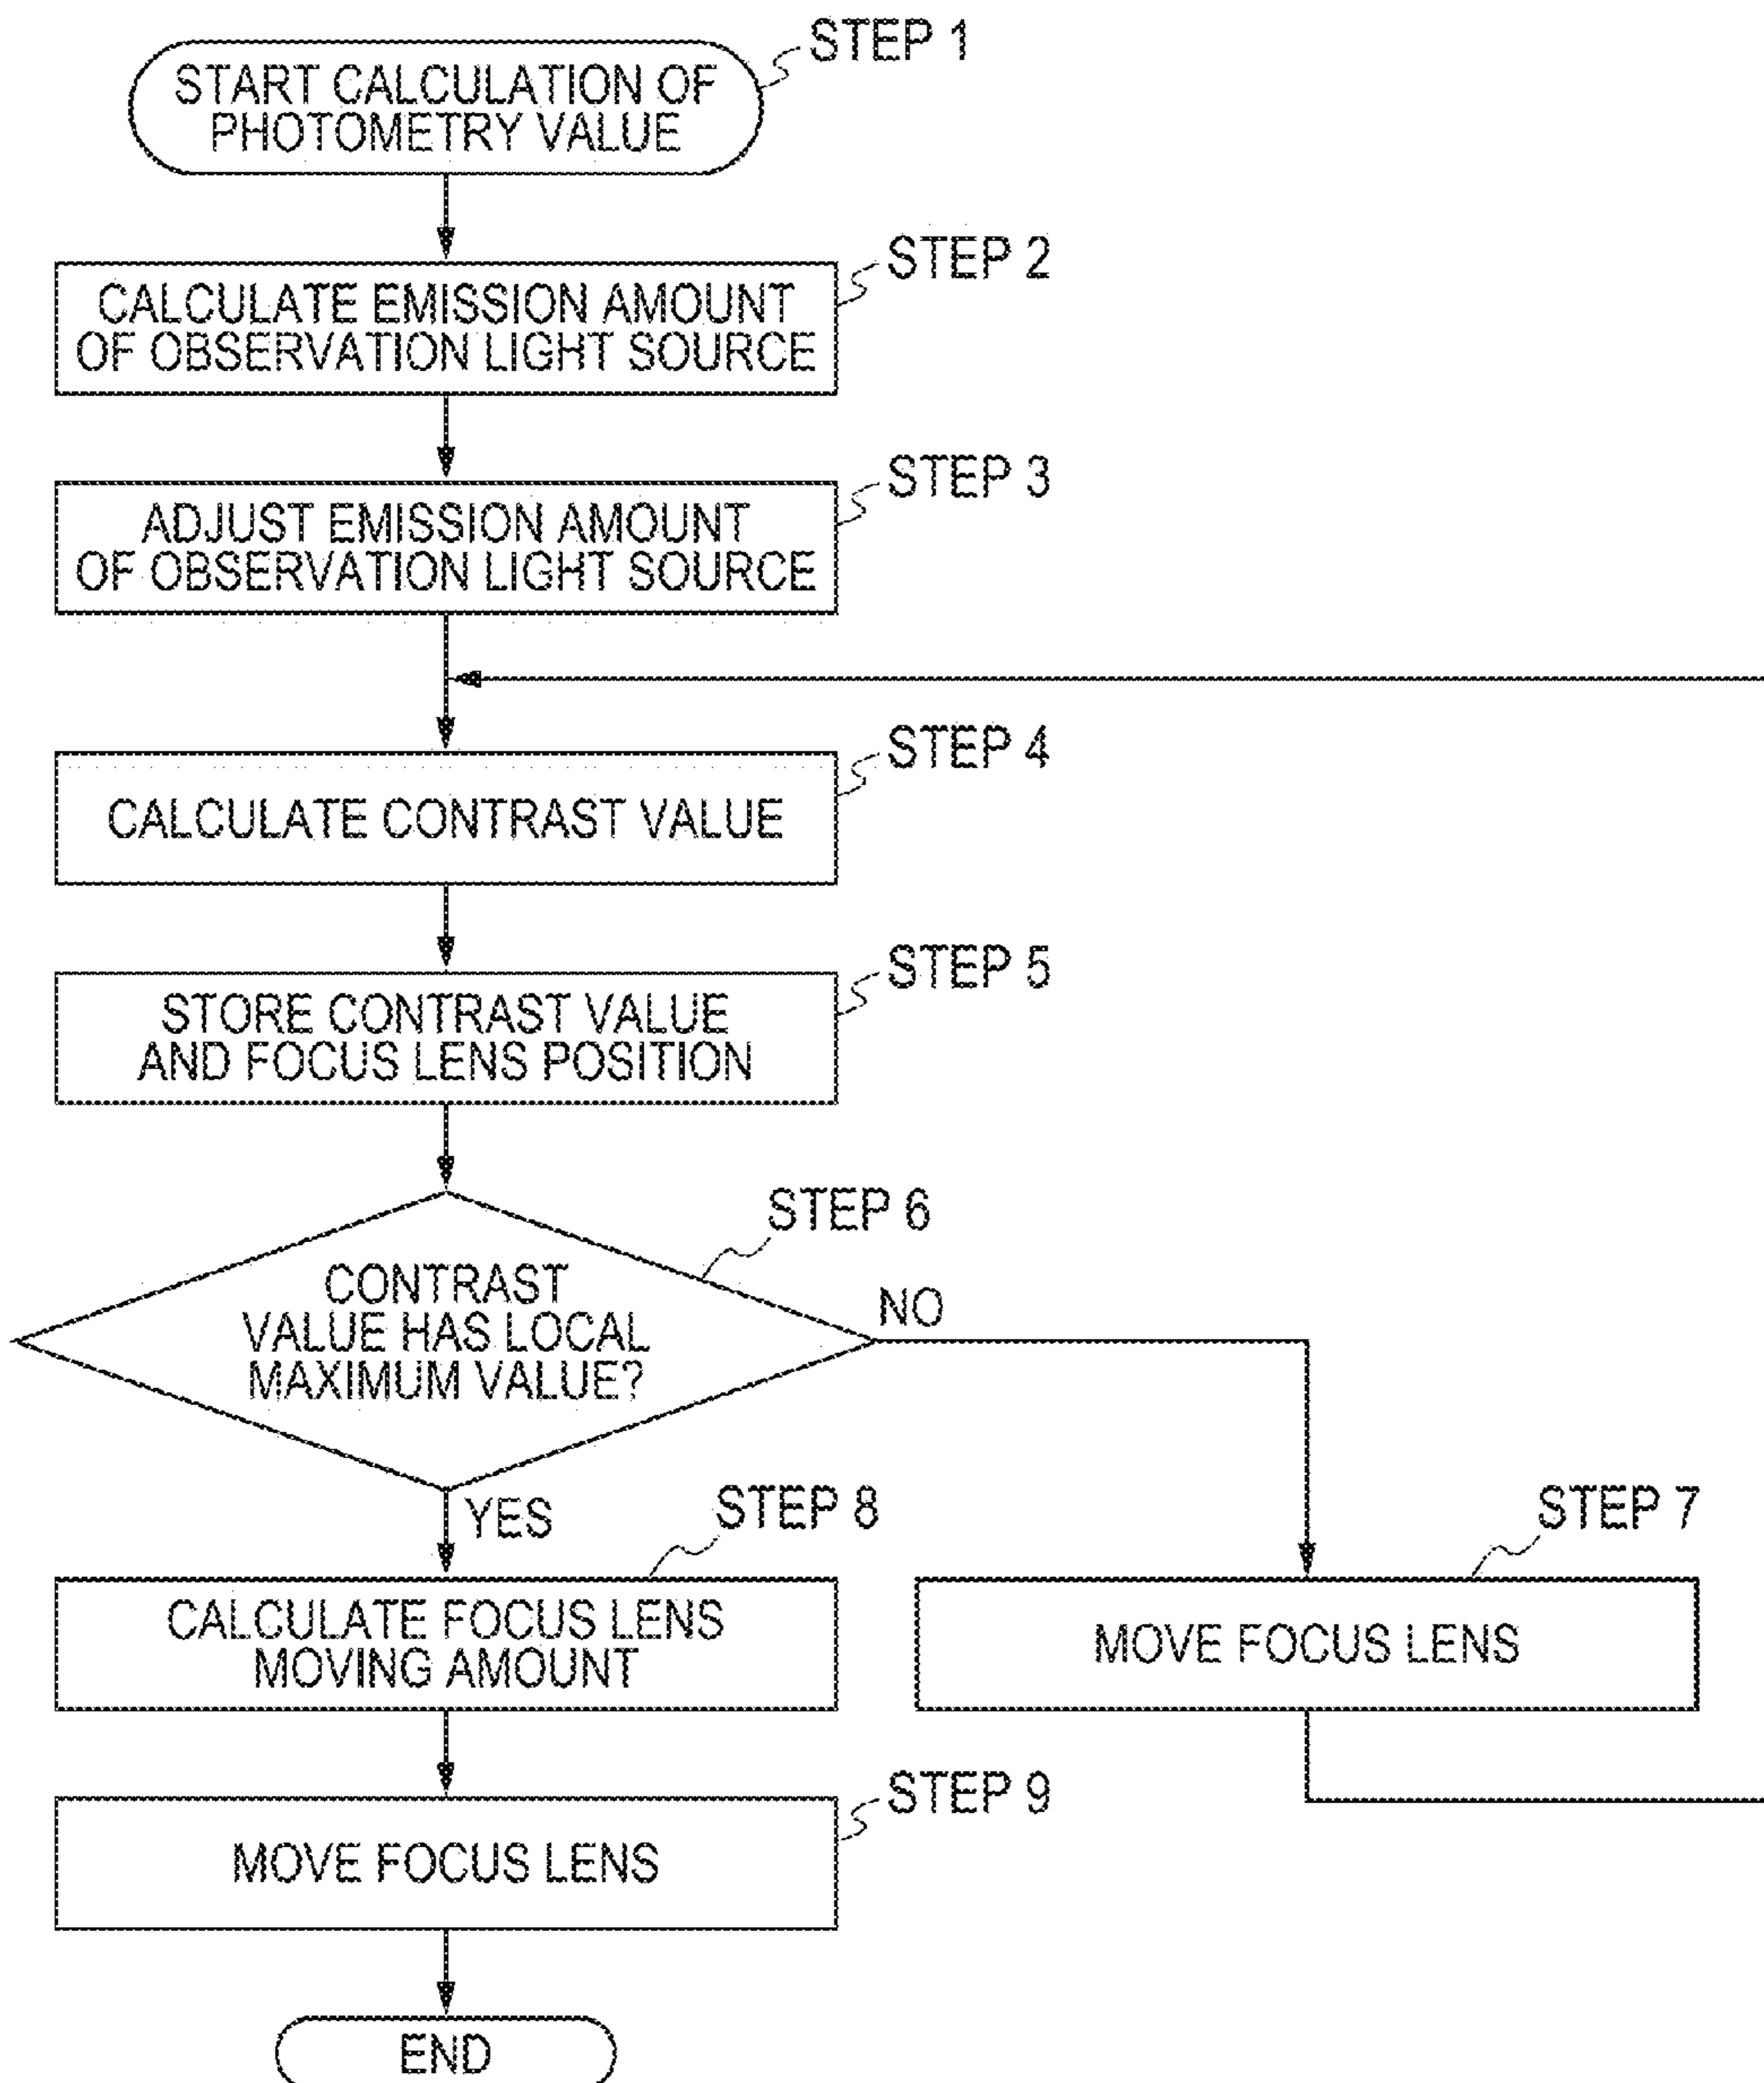 STEP 1
START CALCULATION OF
PHOTOMETRY VALUE
STEP 2
CALCULATE EMISSION AMOUNT
OF OBSERVATION LIGHT SOURCE
STEP 3
ADJUST EMISSION AMOUNT
OF OBSERVATION LIGHT SOURCE
STEP 4
CALCULATE CONTRAST VALUE
STEP 5
STORE CONTRAST VALUE
AND FOCUS LENS POSITION
STEP 6
CONTRAST
VALUE HAS LOCAL
MAXIMUM VALUE?
NO
YES
STEP 8
STEP 7
CALCULATE FOCUS LENS
MOVING AMOUNT
MOVE FOCUS LENS
STEP 9
MOVE FOCUS LENS
END